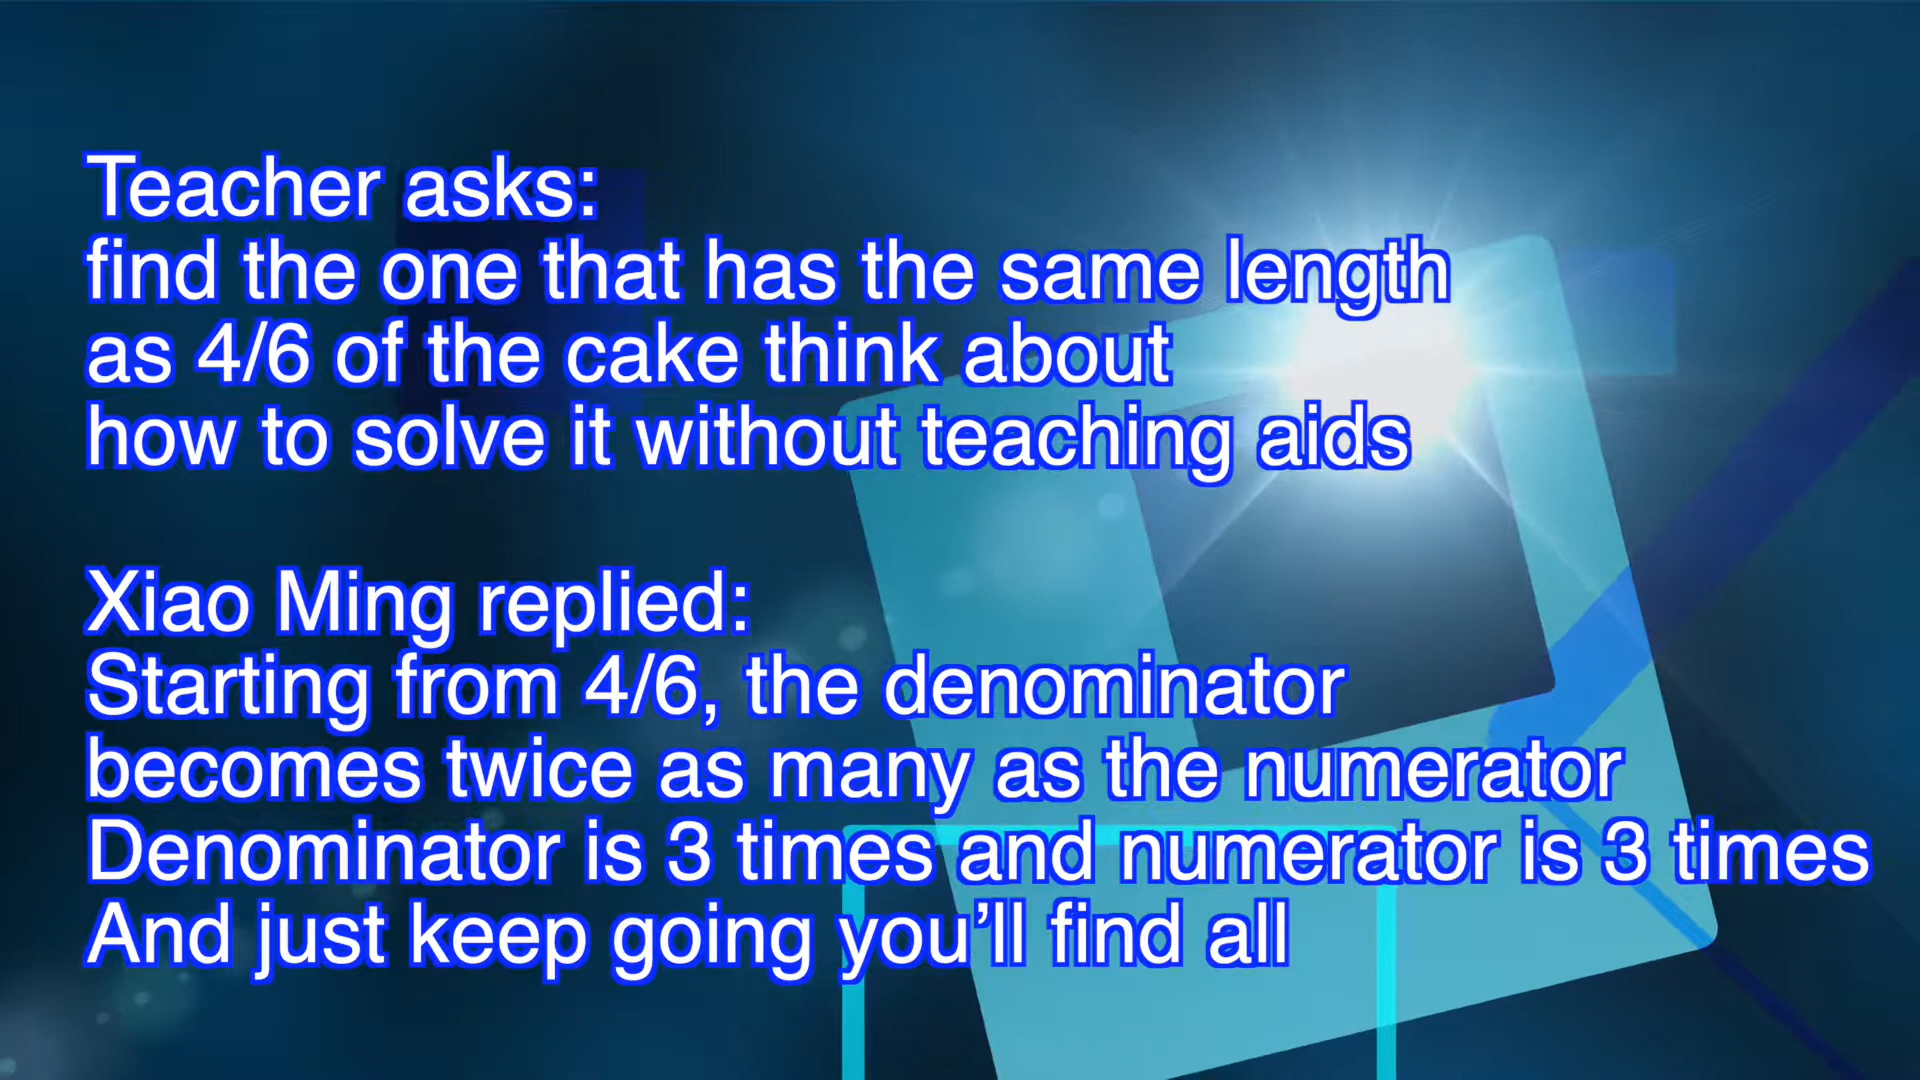 Teacher asks:
find the one that has the same length
as 4/6 of the cake think about
how to solve it without teaching aids
Xiao Ming replied:
Starting from 4/6, the denominator
becomes twice as many as the numerator
Denominator is 3 times and numerator is 3 times
And just keep going you’ll find all